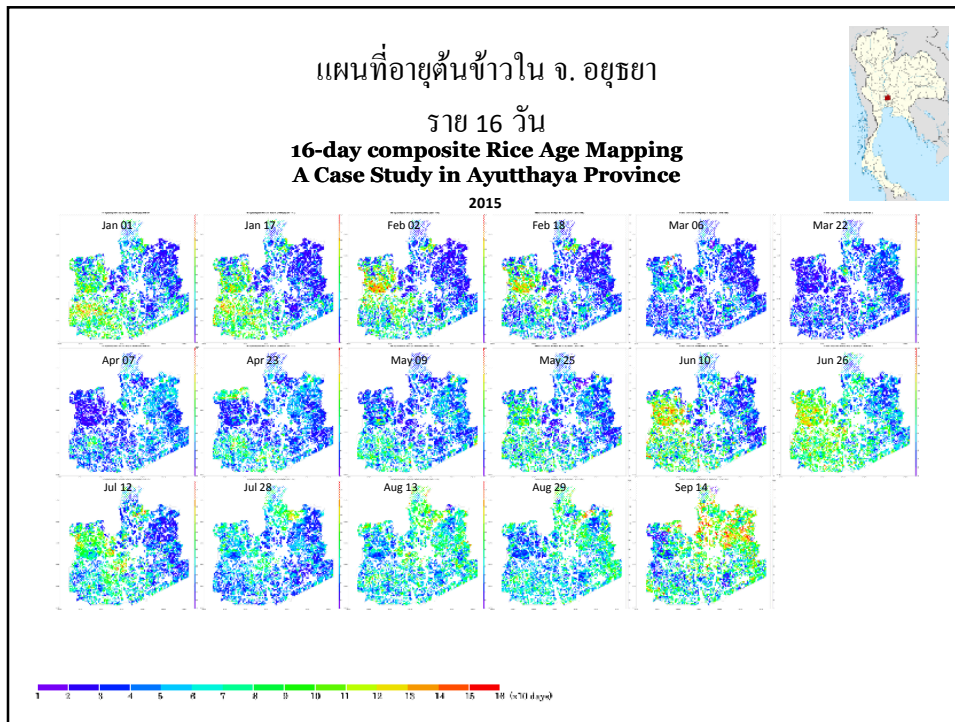 แผนที่อายุต้นข้าวใน จ. อยุธยา
ราย 16 วัน
16-day composite Rice Age Mapping
A Case Study in Ayutthaya Province
2015
Jan 01 Jan 17 Feb 02 Feb 18 Mar 06 Mar 22
Apr 07 Apr 23 May 09 May 25 Jun 10 Jun 26
Jul 12 Jul 28 Aug 13 Aug 29 Sep 14
1 2 3 4 5 6 7 8 9 10 11 12 13 14 15 16 (x10 days)